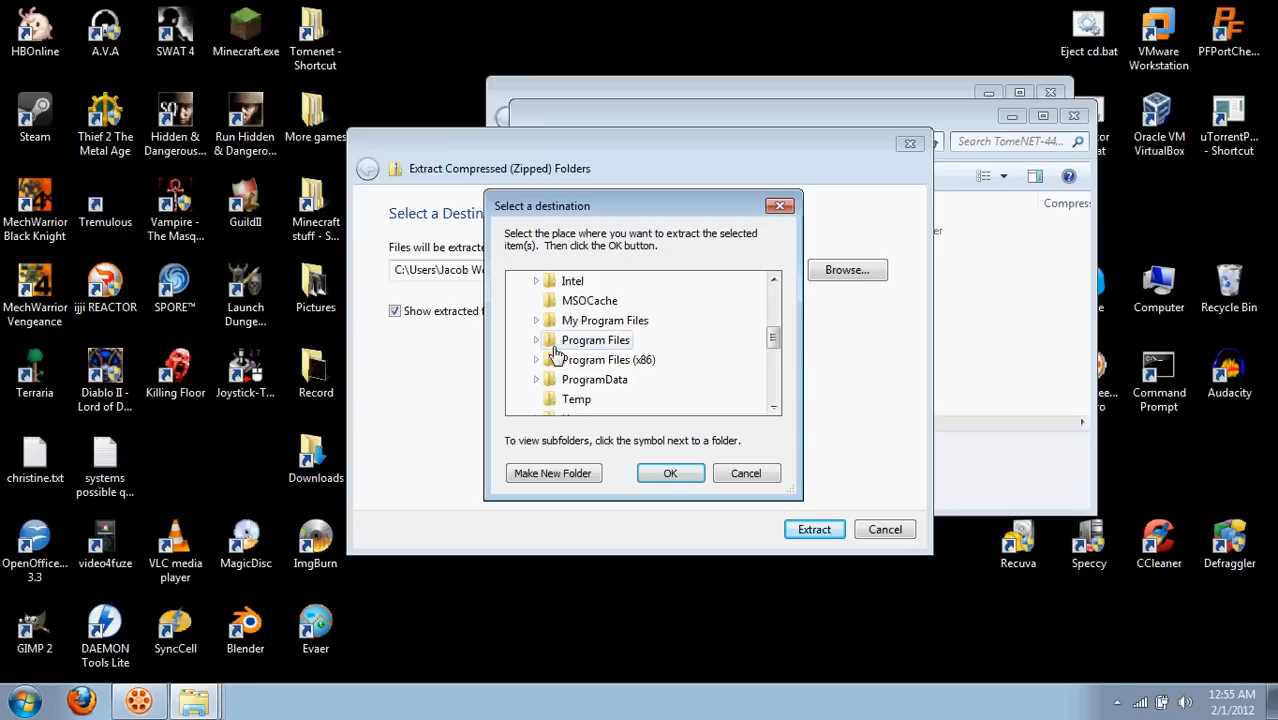 HBOnline
A.V.A
SWAT 4
Minecraft.exe
Tomenet -
Shortcut
Eject cd.bat
VMware
Workstation
PFPortChe...
Steam
Thief 2 The
Metal Age
Hidden &
Dangerous...
Run Hidden
& Dangero...
More games
Oracle VM
VirtualBox
uTorrentP...
- Shortcut
Search TomeNET-44...
Extract Compressed (Zipped) Folders
Compress
MechWarrior
Black Knight
Tremulous
Vampire -
The Masq...
GuildII
Minecraft
stuff - S...
Select a Destin
Files will be extracte
C:\Users\Jacob We
Browse...
Show extracted f
Select a destination
Select the place where you want to extract the selected
item(s). Then click the OK button.
Intel
MSOCache
My Program Files
Program Files
Program Files (x86)
ProgramData
Temp
To view subfolders, click the symbol next to a folder.
Make New Folder
OK
Cancel
Extract
Cancel
MechWarrior
Vengeance
ijji REACTOR
SPORE™
Launch
Dunge...
Pictures
Computer
Recycle Bin
Terraria
Diablo II -
Lord of D...
Killing Floor
Joystick-T...
Record
Command
Prompt
Audacity
christine.txt
systems
possible q...
Downloads
OpenOffice...
3.3
video4fuze
VLC media
player
MagicDisc
ImgBurn
Recuva
Speccy
CCleaner
Defraggler
GIMP 2
DAEMON
Tools Lite
SyncCell
Blender
Evaer
12:55 AM
2/1/2012